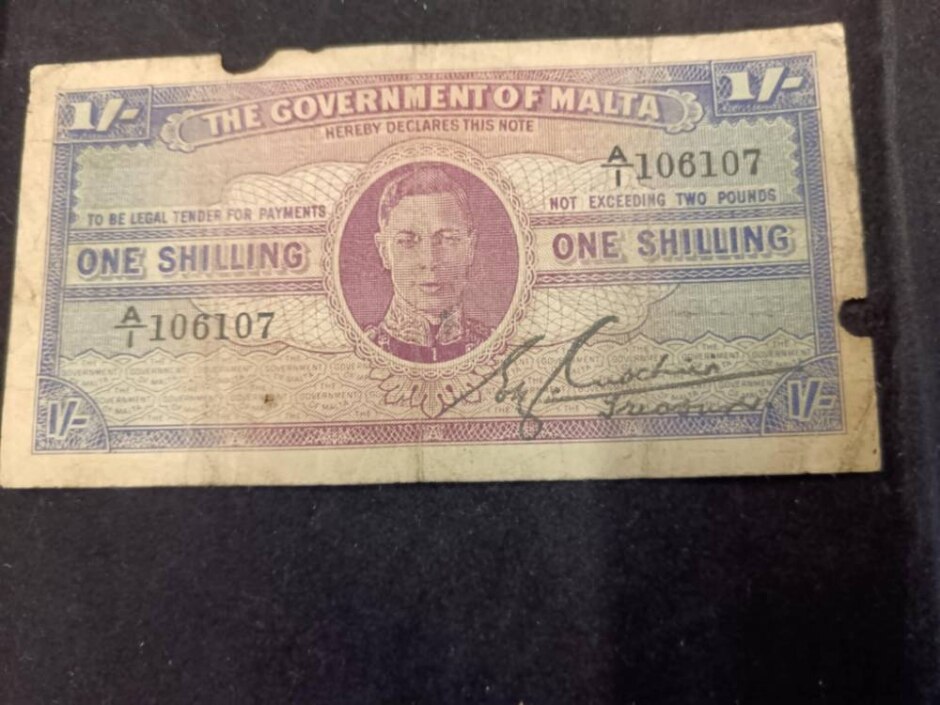 1/- 1/-
THE GOVERNMENT OF MALTA
HEREBY DECLARES THIS NOTE
A/1 106107
TO BE LEGAL TENDER FOR PAYMENTS NOT EXCEEDING TWO POUNDS
ONE SHILLING ONE SHILLING
A/1 106107
Treasurer
1/- 1/-